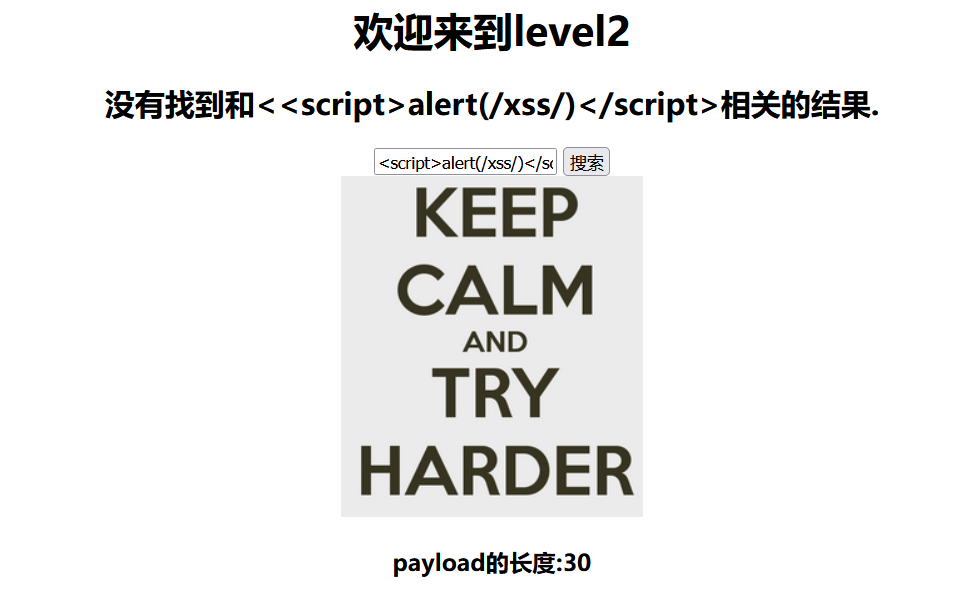 欢迎来到level2
没有找到和<<script>alert(/xss/)</script>相关的结果.
<script>alert(/xss/)</sc 搜索
KEEP
CALM
AND
TRY
HARDER
payload的长度:30